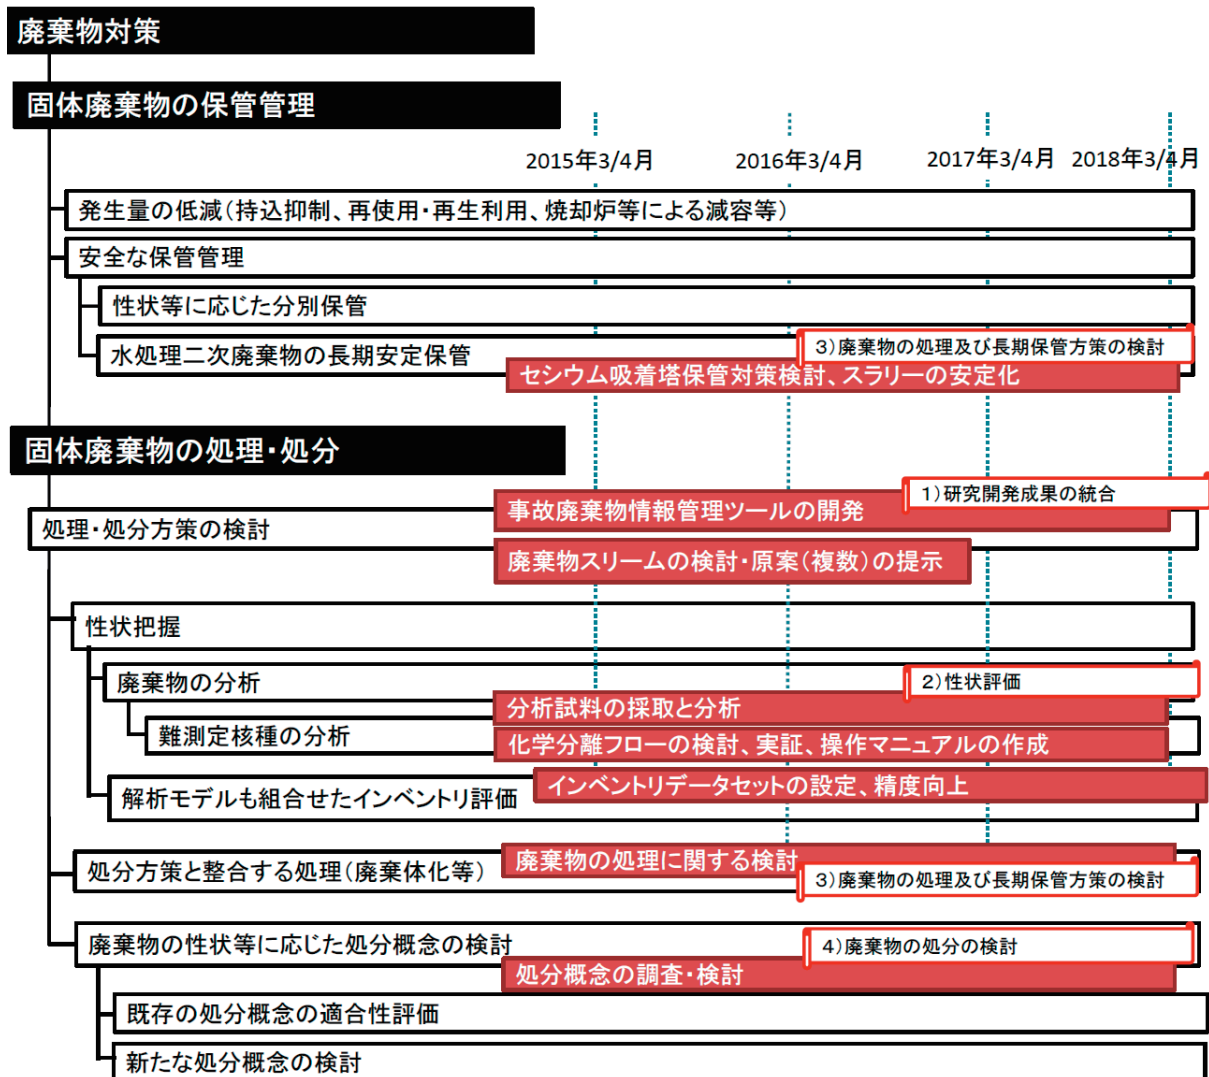 廃棄物対策
固体廃棄物の保管管理
2015年3/4月 2016年3/4月 2017年3/4月 2018年3/4月
発生量の低減(持込抑制、再使用・再生利用、焼却炉等による減容等)
安全な保管管理
性状等に応じた分別保管
水処理二次廃棄物の長期安定保管
3)廃棄物の処理及び長期保管方策の検討
セシウム吸着塔保管対策検討、スラリーの安定化
固体廃棄物の処理・処分
1)研究開発成果の統合
事故廃棄物情報管理ツールの開発
処理・処分方策の検討
廃棄物スリームの検討・原案(複数)の提示
性状把握
廃棄物の分析
2)性状評価
分析試料の採取と分析
難測定核種の分析
化学分離フローの検討、実証、操作マニュアルの作成
インベントリデータセットの設定、精度向上
解析モデルも組合せたインベントリ評価
廃棄物の処理に関する検討
処分方策と整合する処理(廃棄体化等)
3)廃棄物の処理及び長期保管方策の検討
廃棄物の性状等に応じた処分概念の検討
4)廃棄物の処分の検討
処分概念の調査・検討
既存の処分概念の適合性評価
新たな処分概念の検討